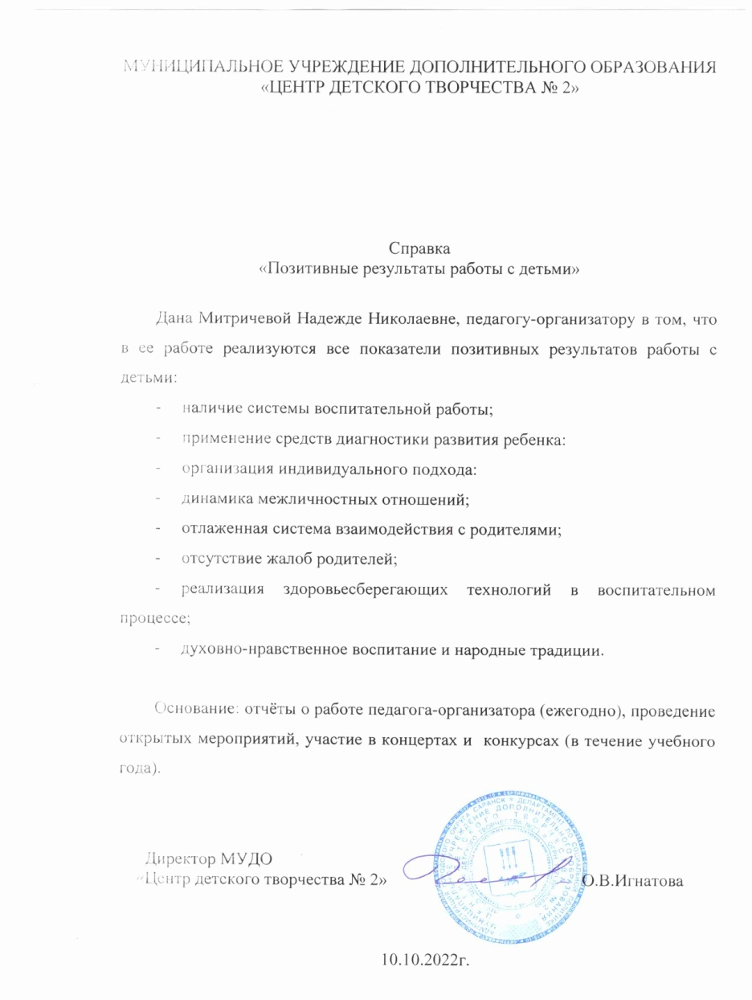 МУНИЦИПАЛЬНОЕ УЧРЕЖДЕНИЕ ДОПОЛНИТЕЛЬНОГО ОБРАЗОВАНИЯ
«ЦЕНТР ДЕТСКОГО ТВОРЧЕСТВА № 2»
Справка
«Позитивные результаты работы с детьми»
Дана Митричевой Надежде Николаевне, педагогу-организатору в том, что
в ее работе реализуются все показатели позитивных результатов работы с
детьми:
- наличие системы воспитательной работы;
- применение средств диагностики развития ребенка:
- организация индивидуального подхода:
- динамика межличностных отношений;
- отлаженная система взаимодействия с родителями;
- отсутствие жалоб родителей;
- реализация здоровьесберегающих технологий в воспитательном
процессе;
- духовно-нравственное воспитание и народные традиции.
Основание: отчёты о работе педагога-организатора (ежегодно), проведение
открытых мероприятий, участие в концертах и конкурсах (в течение учебного
года).
Директор МУДО
«Центр детского творчества № 2»
О.В.Игнатова
10.10.2022г.